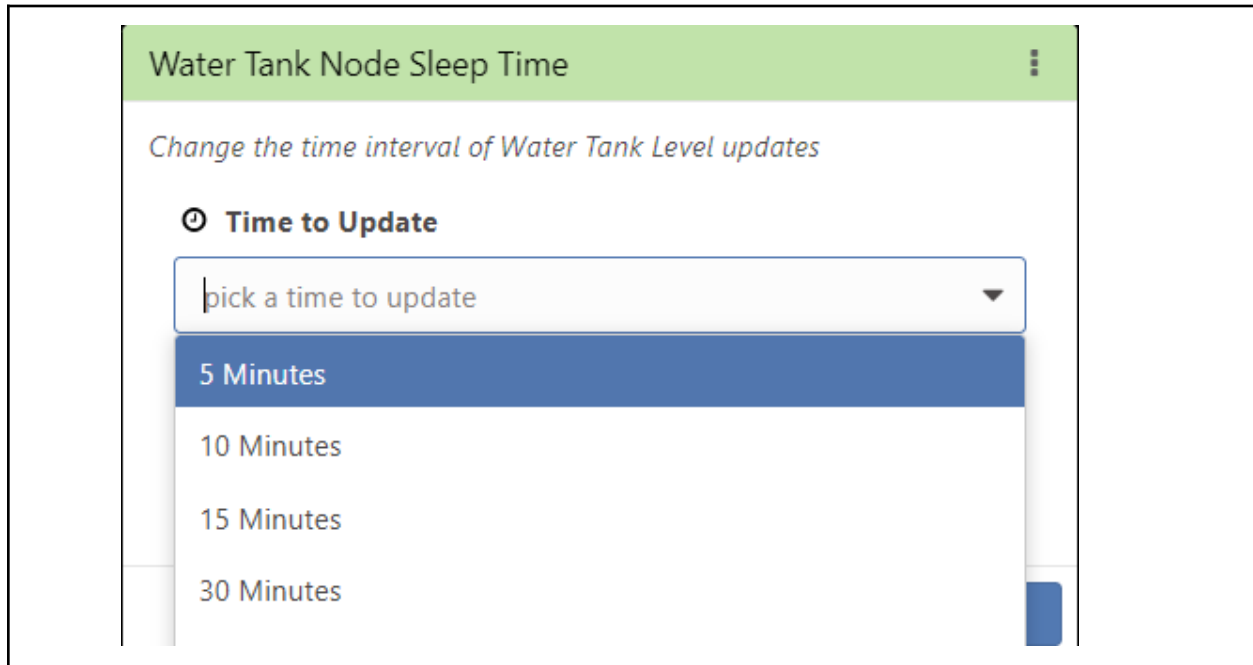 Water Tank Node Sleep Time
Change the time interval of Water Tank Level updates
Time to Update
pick a time to update
5 Minutes
10 Minutes
15 Minutes
30 Minutes